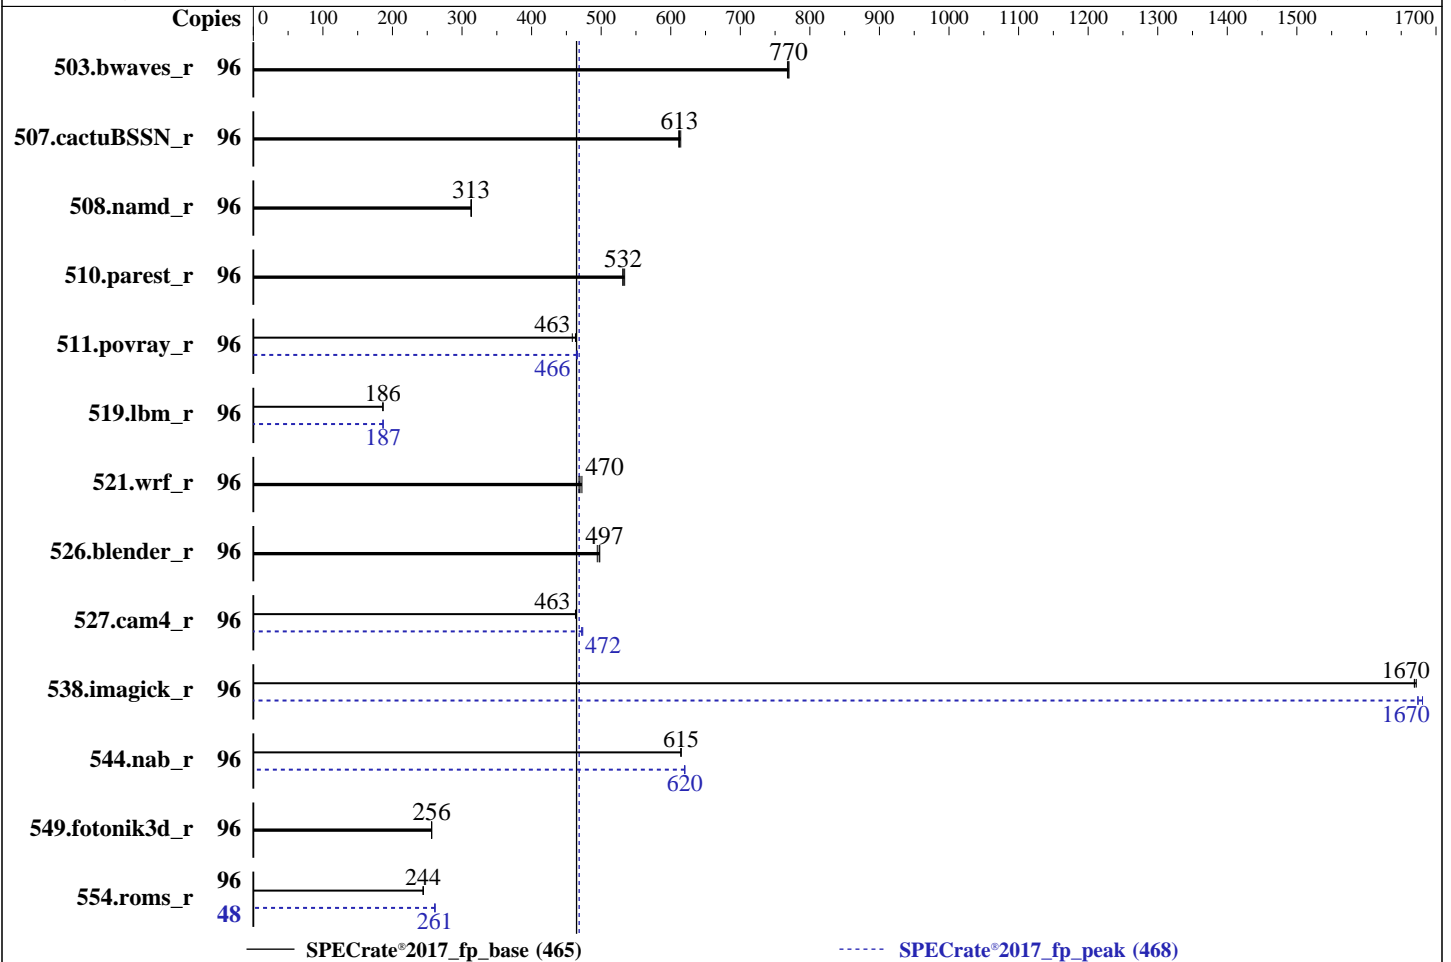 Copies 0 100 200 300 400 500 600 700 800 900 1000 1100 1200 1300 1400 1500 1700
503.bwaves_r 96 770
507.cactuBSSN_r 96 613
508.namd_r 96 313
510.parest_r 96 532
511.povray_r 96 463
466
519.lbm_r 96 186
187
521.wrf_r 96 470
526.blender_r 96 497
527.cam4_r 96 463
472
538.imagick_r 96 1670
1670
544.nab_r 96 615
620
549.fotonik3d_r 96 256
554.roms_r 96 244
48 261
SPECrate®2017_fp_base (465) SPECrate®2017_fp_peak (468)